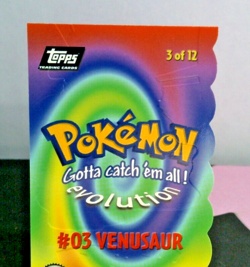 Topps
TRADING CARDS
3 of 12
POKéMON
Gotta catch 'em all!
evolution
#03 VENUSAUR